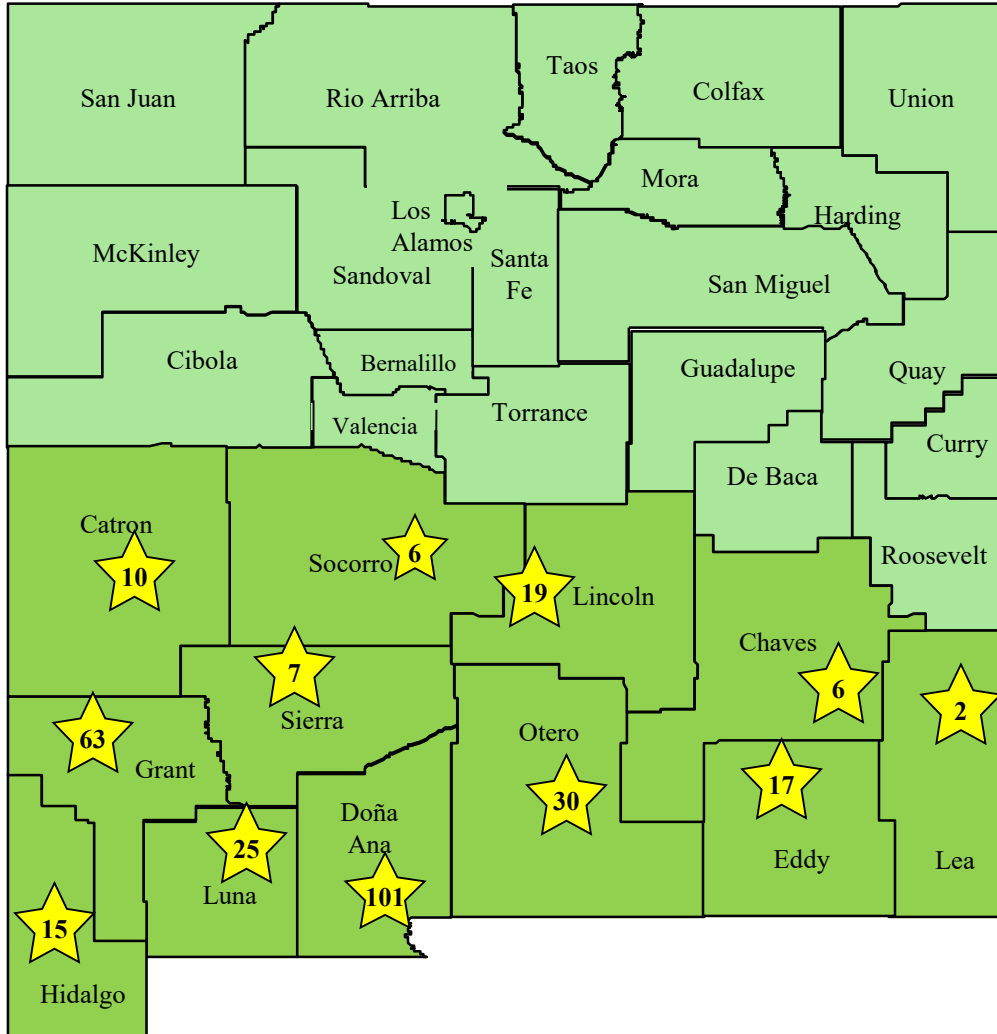 Taos
San Juan
Rio Arriba
Colfax
Union
Mora
Los
Alamos
Harding
McKinley
Sandoval
Santa
Fe
San Miguel
Cibola
Bernalillo
Guadalupe
Quay
Valencia
Torrance
Curry
De Baca
Catron
10
Socorro
6
19
Lincoln
Roosevelt
Chaves
6
2
7
Sierra
63
Grant
Otero
30
17
Doña
Ana
101
25
Luna
Eddy
Lea
15
Hidalgo